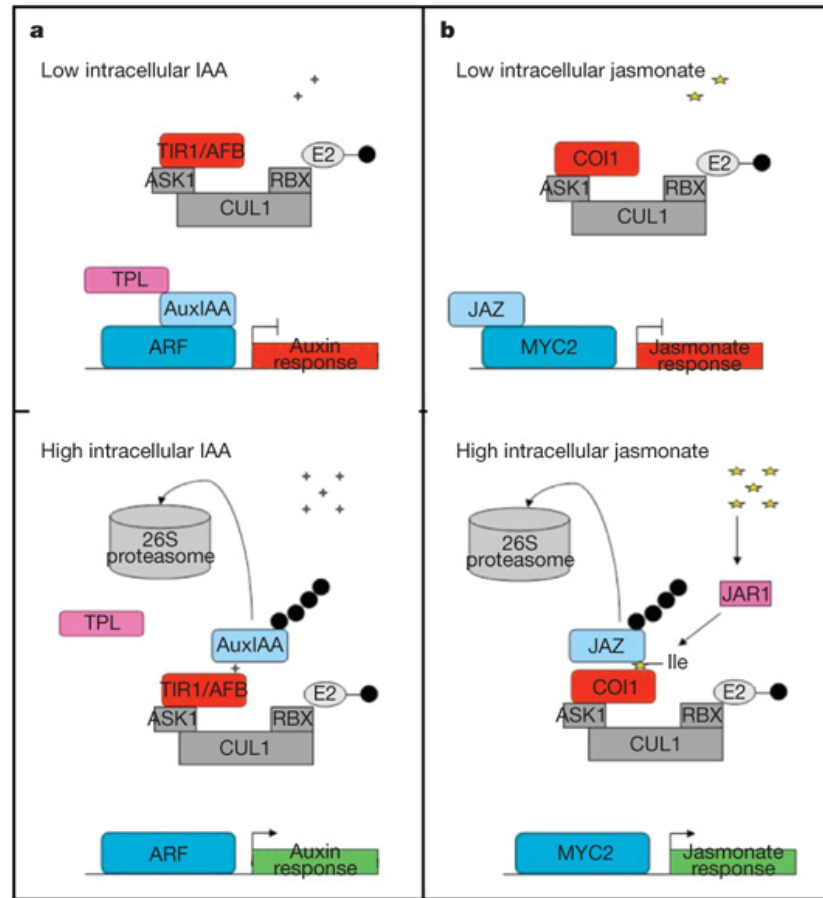 a
Low intracellular IAA
TIR1/AFB
E2
ASK1
RBX
CUL1
TPL
AuxIAA
ARF
Auxin
response
High intracellular IAA
26S
proteasome
TPL
AuxIAA
TIR1/AFB
E2
ASK1
RBX
CUL1
ARF
Auxin
response
b
Low intracellular jasmonate
COI1
E2
ASK1
RBX
CUL1
JAZ
MYC2
Jasmonate
response
High intracellular jasmonate
26S
proteasome
JAR1
JAZ
Ile
COI1
E2
ASK1
RBX
CUL1
MYC2
Jasmonate
response